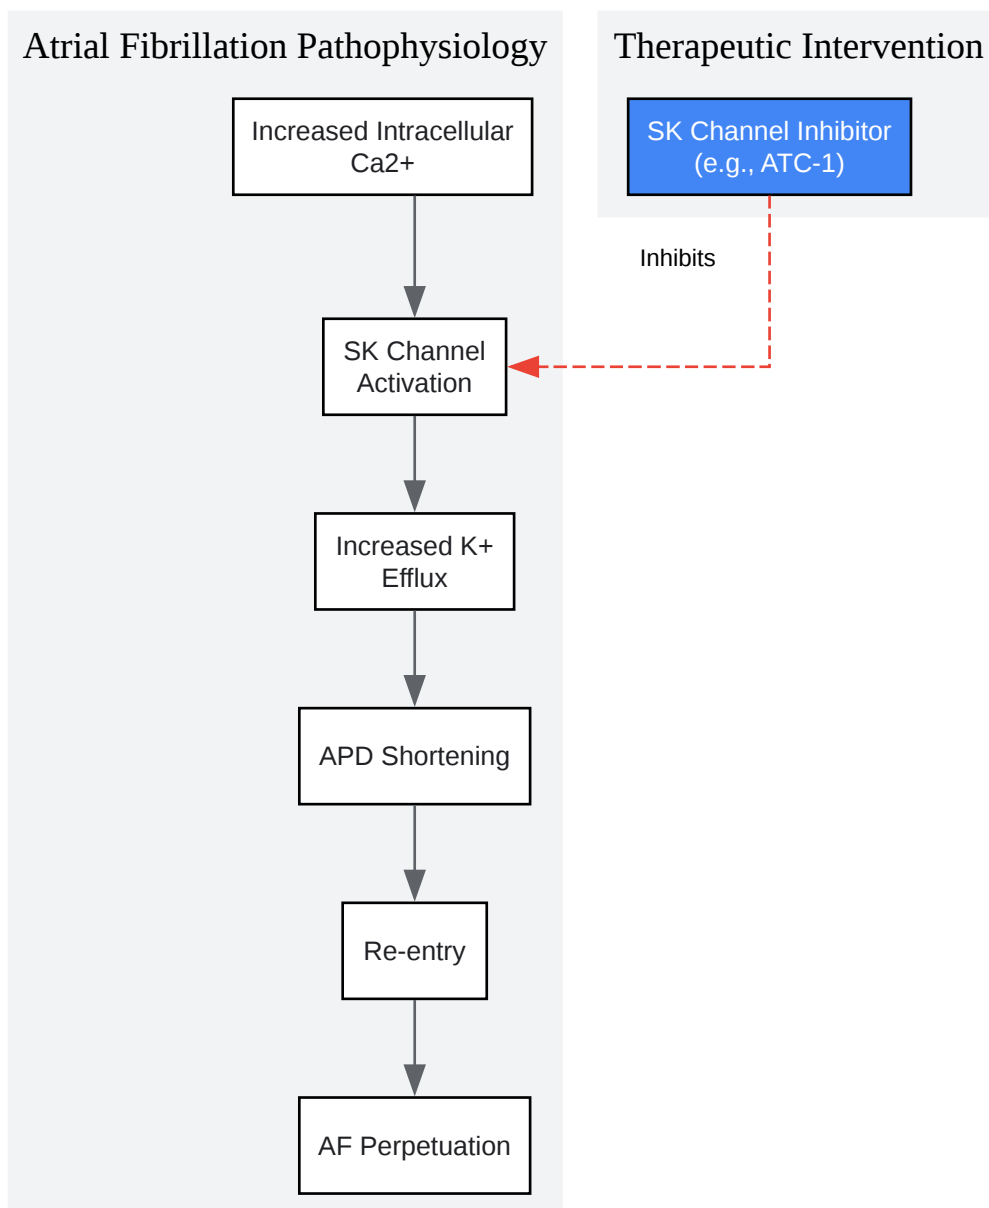 Atrial Fibrillation Pathophysiology
Increased Intracellular
Ca2+
SK Channel
Activation
Increased K+
Efflux
APD Shortening
Re-entry
AF Perpetuation
Therapeutic Intervention
SK Channel Inhibitor
(e.g., ATC-1)
Inhibits